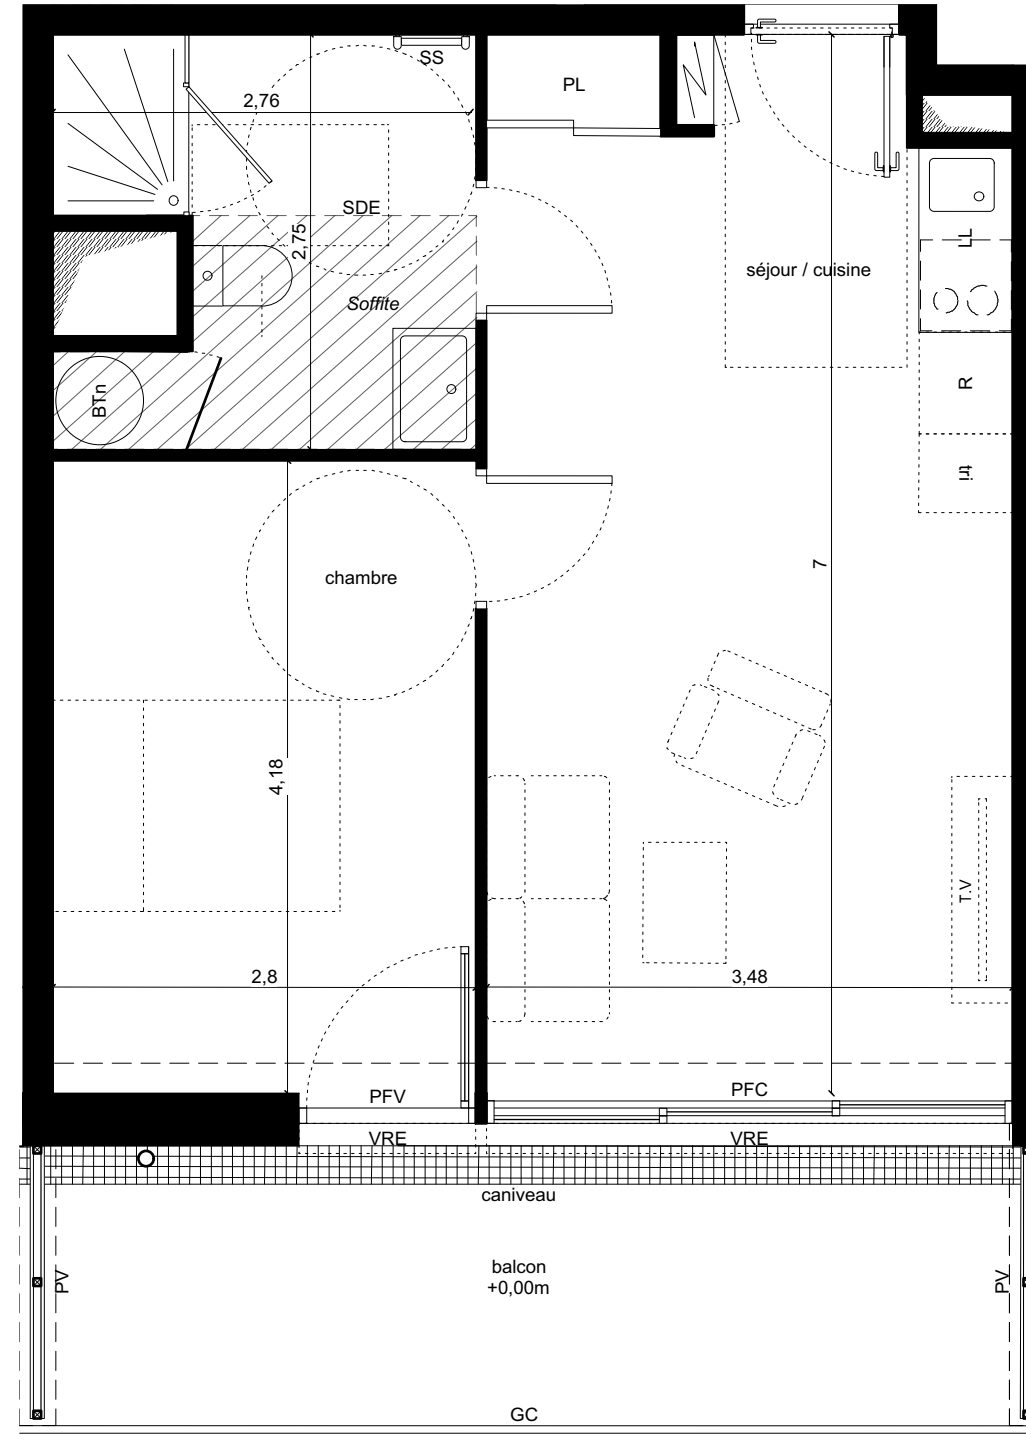 SS
PL
2,76
SDE
2,75
LL
séjour / cuisine
Soffite
R
BTn
tri
7
chambre
4,18
T.V
2,8
3,48
PFV
PFC
VRE
VRE
caniveau
balcon
+0,00m
PV
PV
GC